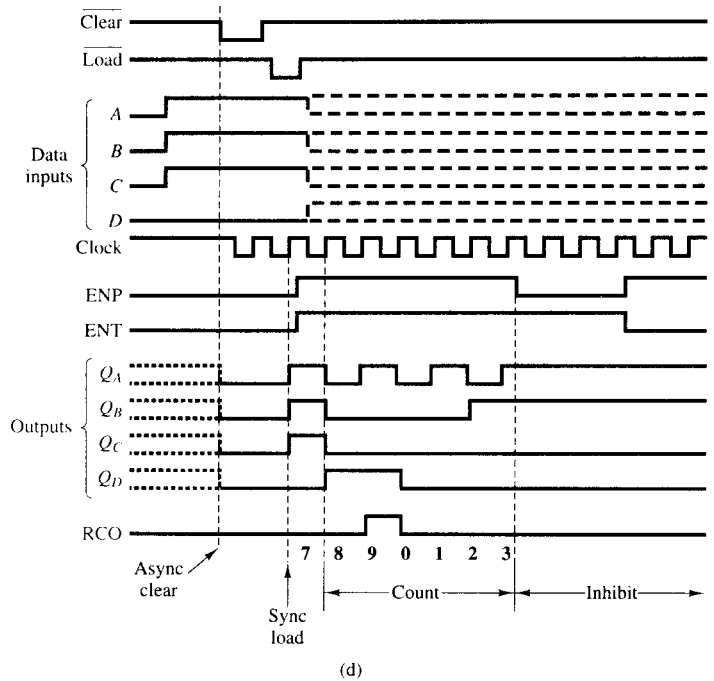 Clear
Load
A
B
C
D
Data
inputs
Clock
ENP
ENT
Q_A
Q_B
Q_C
Q_D
Outputs
RCO
7 8 9 0 1 2 3
Async
clear
Sync
load
Count
Inhibit
(d)